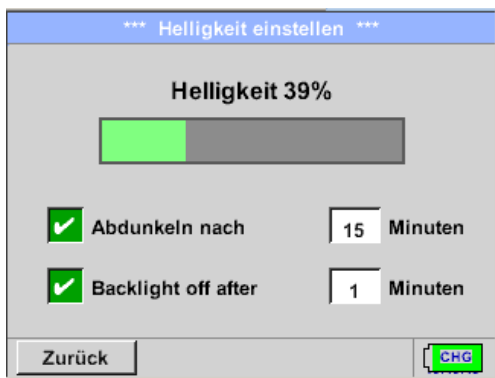 *** Helligkeit einstellen ***
Helligkeit 39%
Abdunkeln nach 15 Minuten
Backlight off after 1 Minuten
Zurück CHG